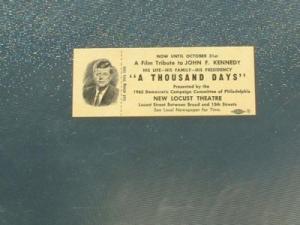 NOW UNTIL OCTOBER 31st
A Film Tribute to JOHN F. KENNEDY
HIS LIFE—HIS FAMILY—HIS PRESIDENCY
"A THOUSAND DAYS"
Presented by the
1965 Democratic Campaign Committee of Philadelphia
NEW LOCUST THEATRE
Locust Street Between Broad and 15th Streets
See Local Newspaper for Time.